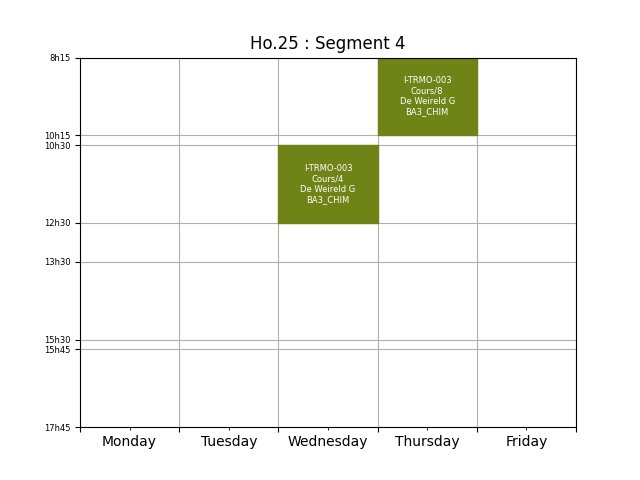 Ho.25 : Segment 4
8h15
I-TRMO-003
Cours/8
De Weireld G
BA3_CHIM
10h15
10h30
I-TRMO-003
Cours/4
De Weireld G
BA3_CHIM
12h30
13h30
15h30
15h45
17h45
Monday Tuesday Wednesday Thursday Friday